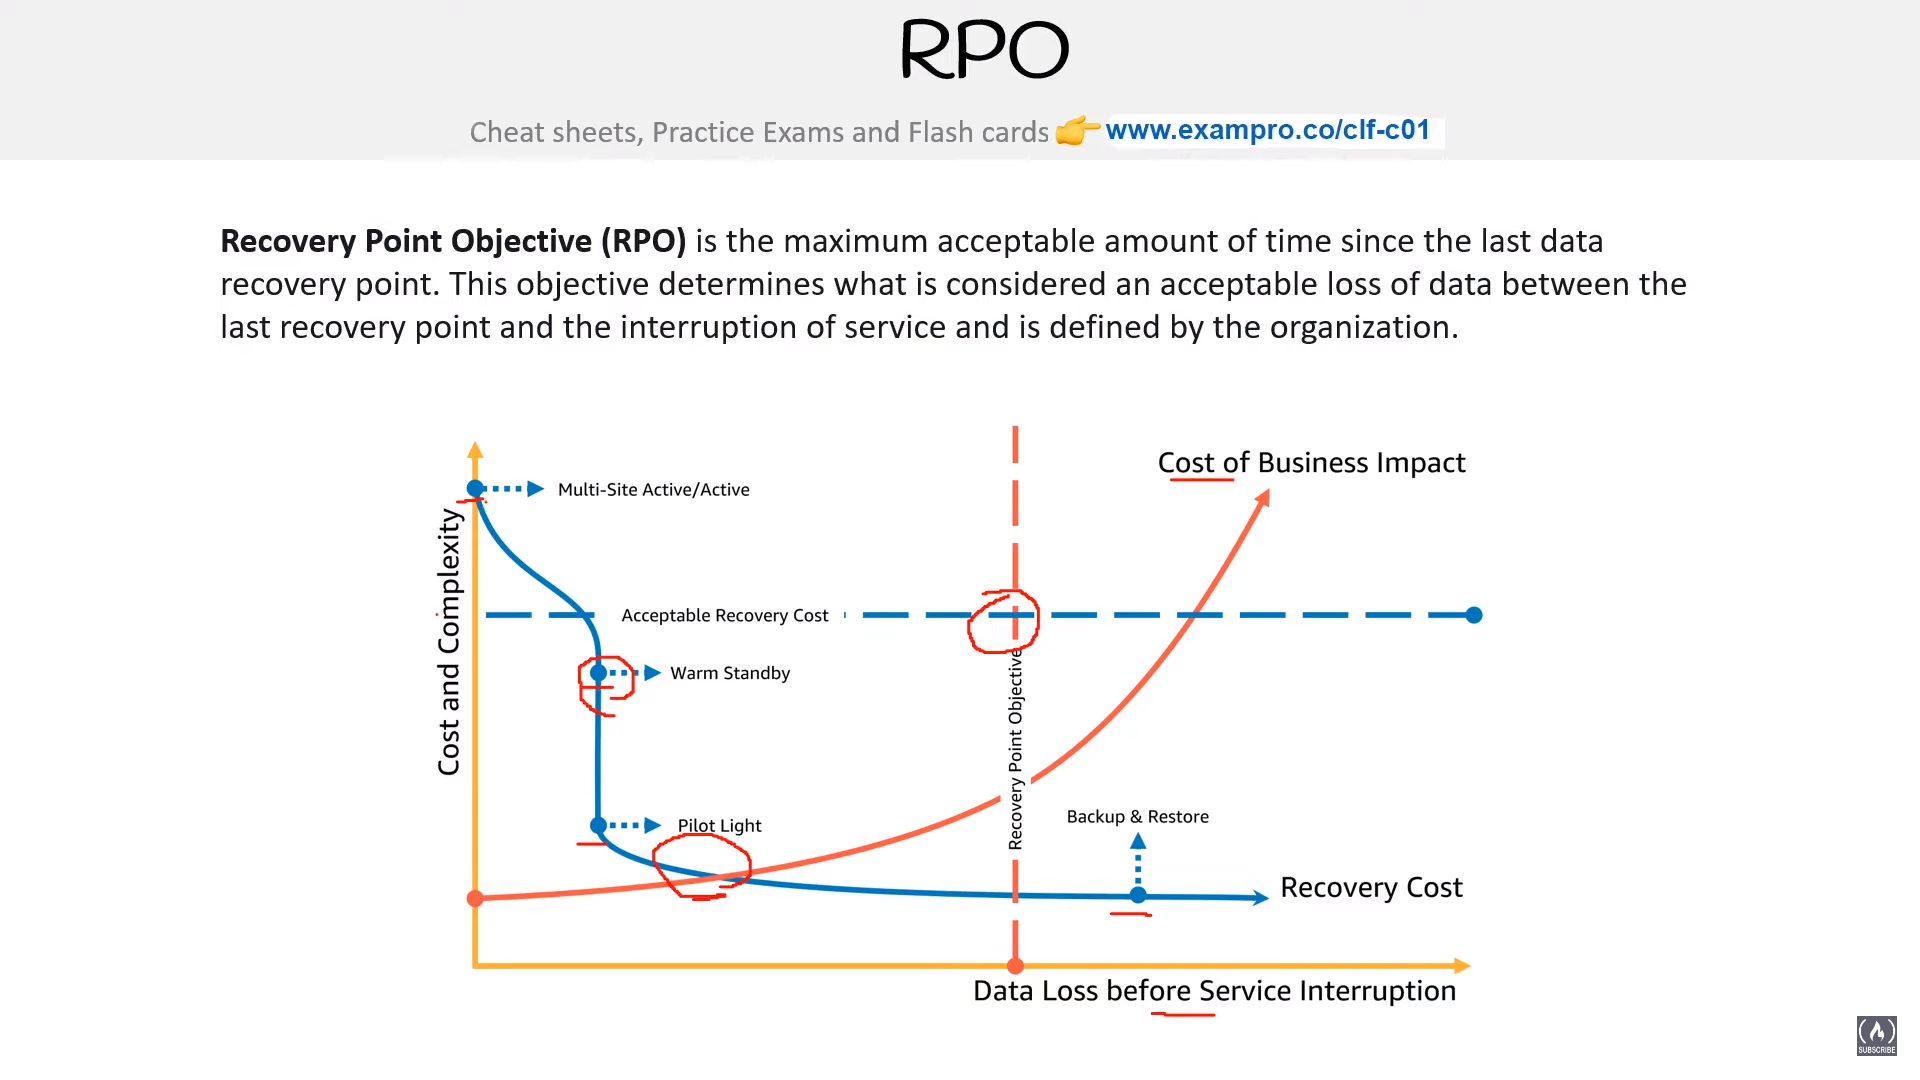 RPO
Cheat sheets, Practice Exams and Flash cards 👉 www.exampro.co/clf-c01
Recovery Point Objective (RPO) is the maximum acceptable amount of time since the last data
recovery point. This objective determines what is considered an acceptable loss of data between the
last recovery point and the interruption of service and is defined by the organization.
Cost of Business Impact
Multi-Site Active/Active
Cost and Complexity
Acceptable Recovery Cost
Warm Standby
Recovery Point Objective
Pilot Light
Backup & Restore
Recovery Cost
Data Loss before Service Interruption
SUBSCRIBE